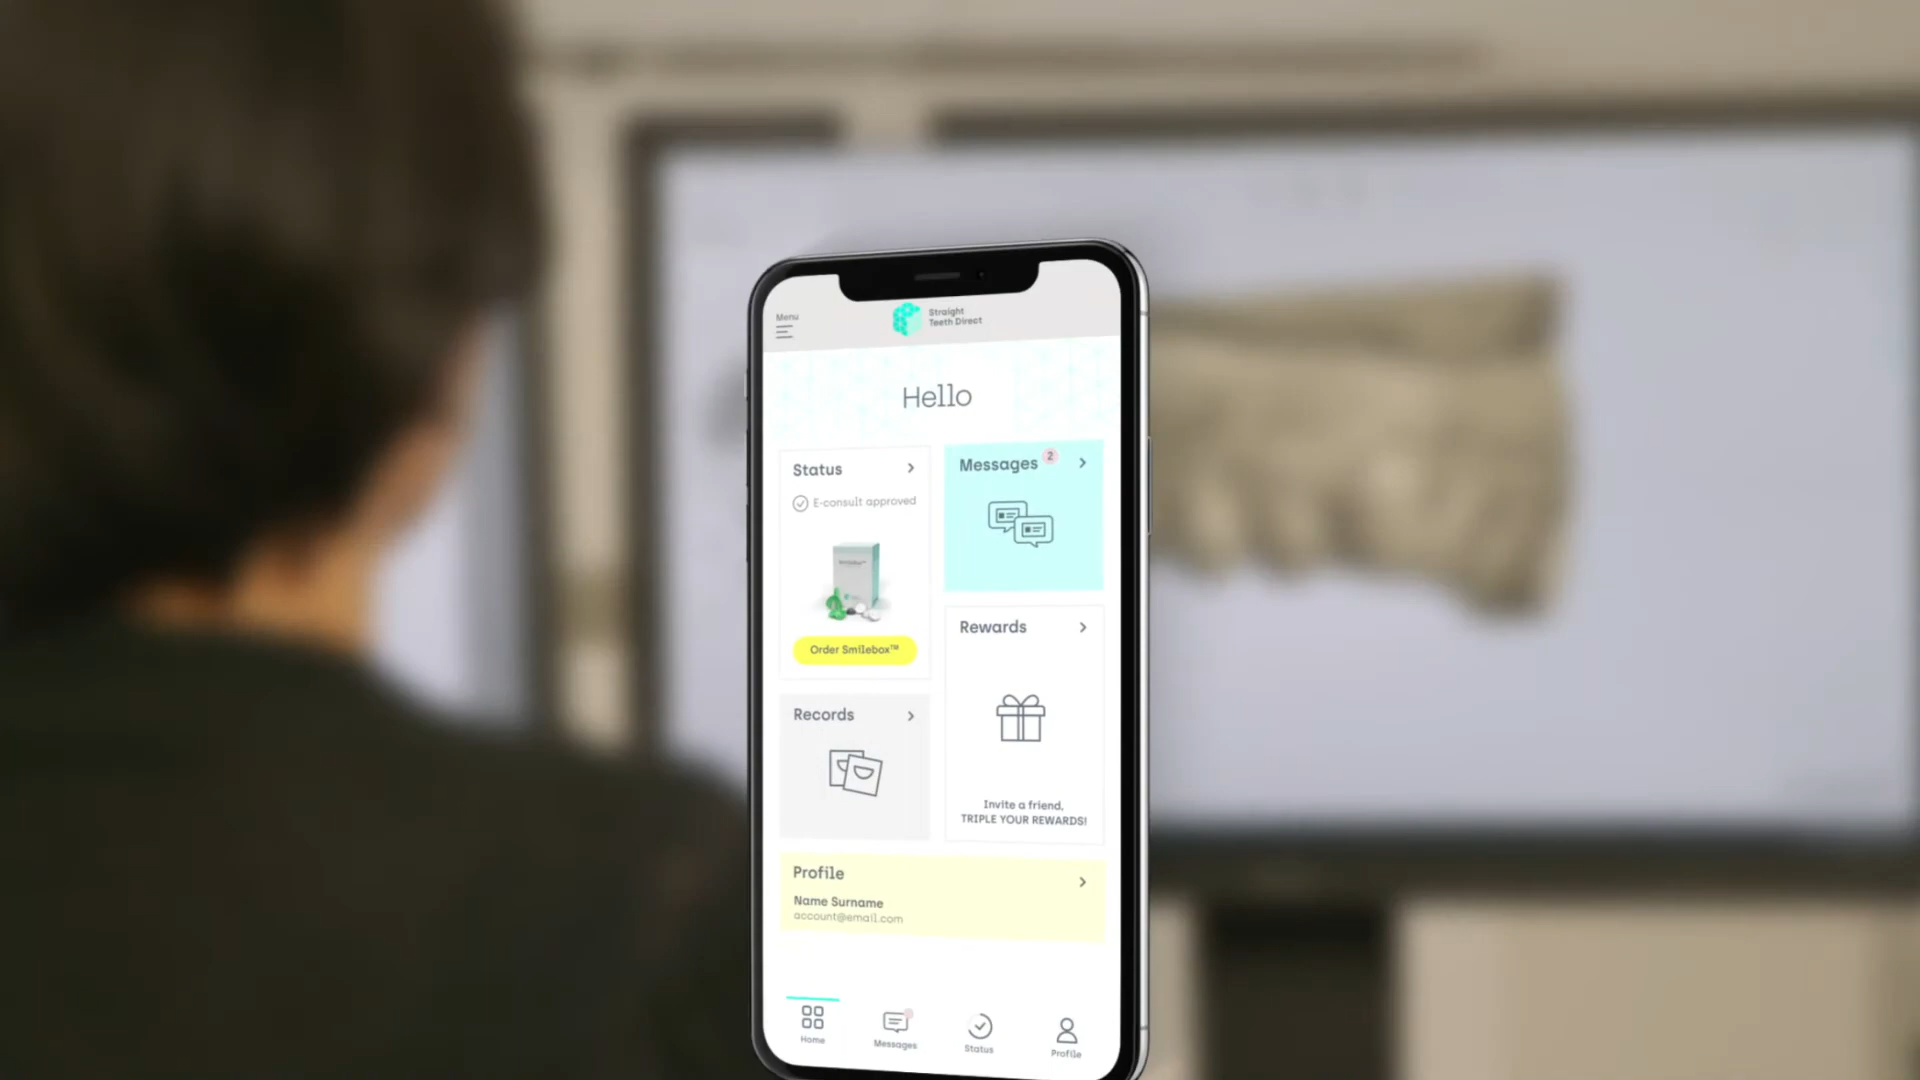 Menu
Straight
Teeth Direct
Hello
Status
E-consult approved
Order Smilebox™
Messages 2
Rewards
Invite a friend,
TRIPLE YOUR REWARDS!
Records
Profile
Name Surname
account@email.com
Home
Messages
Status
Profile